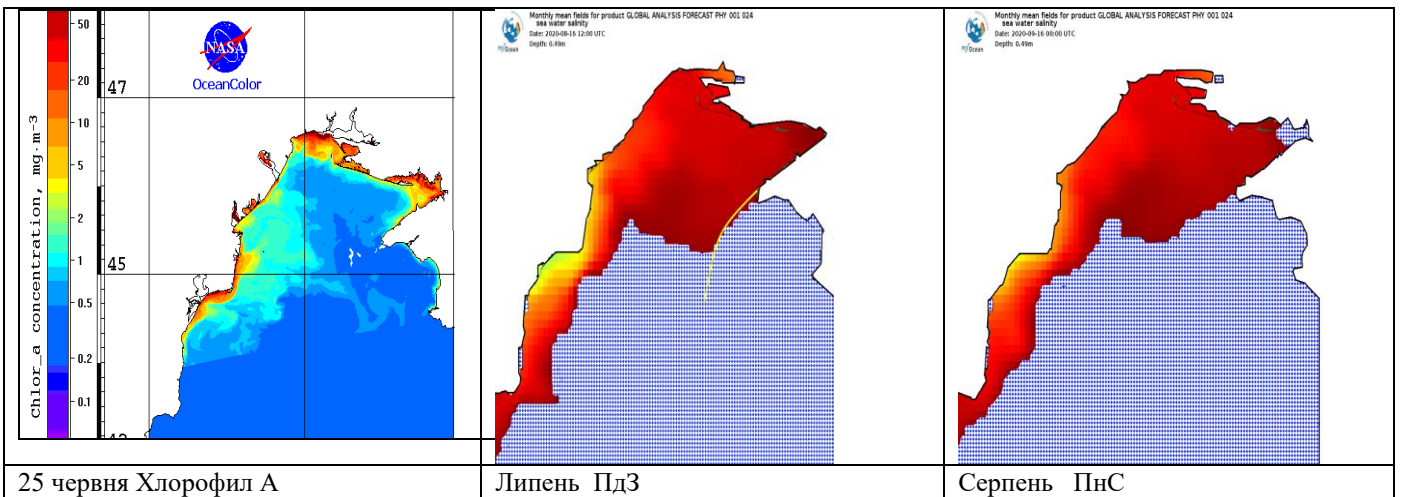 Chlor_a concentration, mg·m⁻³
50
20
10
5
2
1
0.5
0.2
0.1
NASA
OceanColor
47
45
Monthly mean fields for product GLOBAL ANALYSIS FORECAST PHY 001 024
sea water salinity
Date: 2020-08-16 12:00 UTC
Depth: 0.49m
Monthly mean fields for product GLOBAL ANALYSIS FORECAST PHY 001 024
sea water salinity
Date: 2020-09-16 00:00 UTC
Depth: 0.49m
25 червня Хлорофил А
Липень ПдЗ
Серпень ПнС